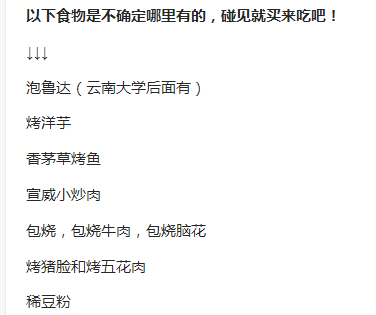 以下食物是不确定哪里有的，碰见就买来吃吧！
↓↓↓
泡鲁达（云南大学后面有）
烤洋芋
香茅草烤鱼
宣威小炒肉
包烧，包烧牛肉，包烧脑花
烤猪脸和烤五花肉
稀豆粉